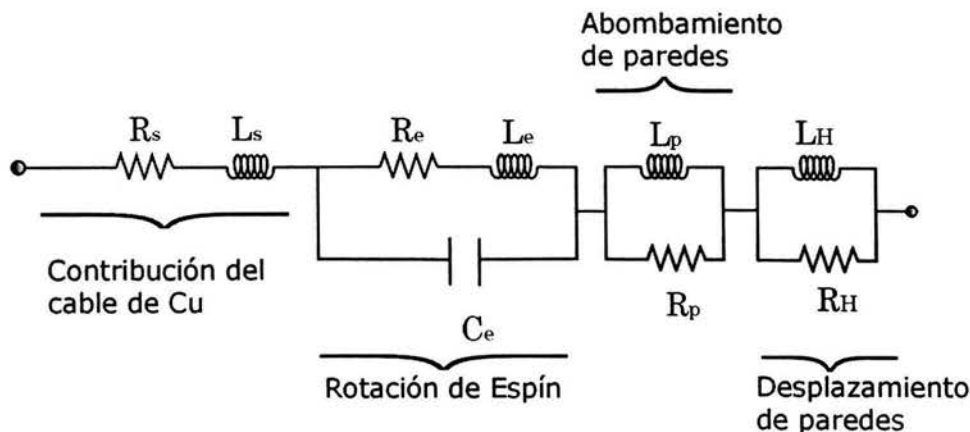 Abombamiento
de paredes
Rs
Ls
Re
Le
Lp
LH
Contribución del
cable de Cu
Rp
RH
Ce
Rotación de Espín
Desplazamiento
de paredes